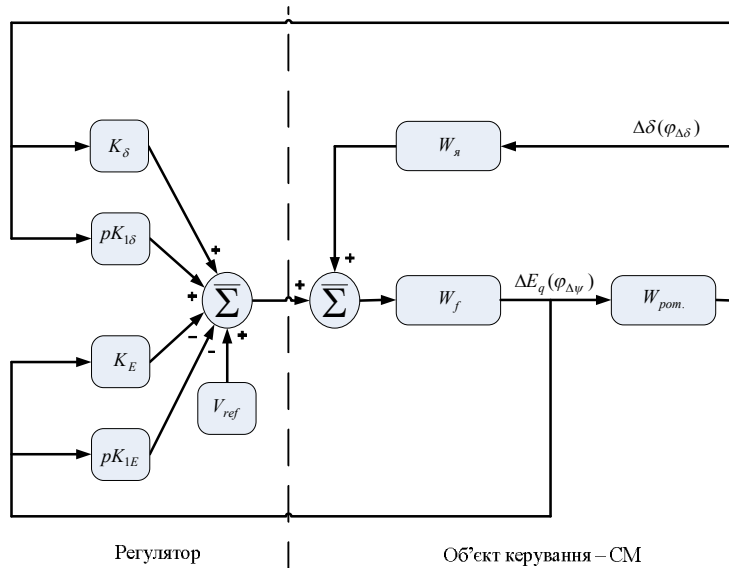 K_δ
W_я
Δδ(φ_Δδ)
pK_1δ
+
+
+
+
Σ
Σ
W_f
ΔE_q(φ_Δψ)
W_рот.
K_E
−
−
+
V_ref
pK_1E
Регулятор
Об’єкт керування – СМ